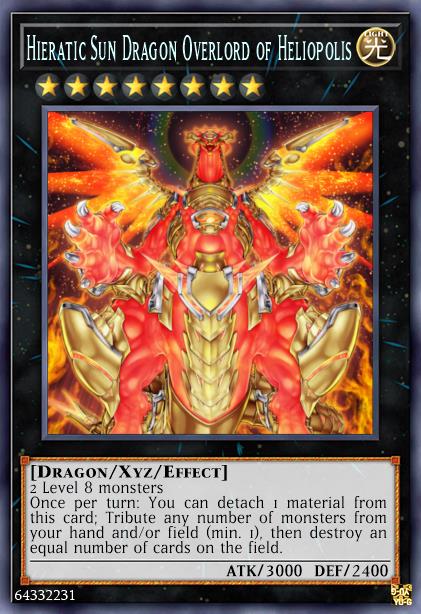 Hieratic Sun Dragon Overlord of Heliopolis
LIGHT
光
[Dragon/Xyz/Effect]
2 Level 8 monsters
Once per turn: You can detach 1 material from
this card; Tribute any number of monsters from
your hand and/or field (min. 1), then destroy an
equal number of cards on the field.
ATK/3000 DEF/2400
64332231